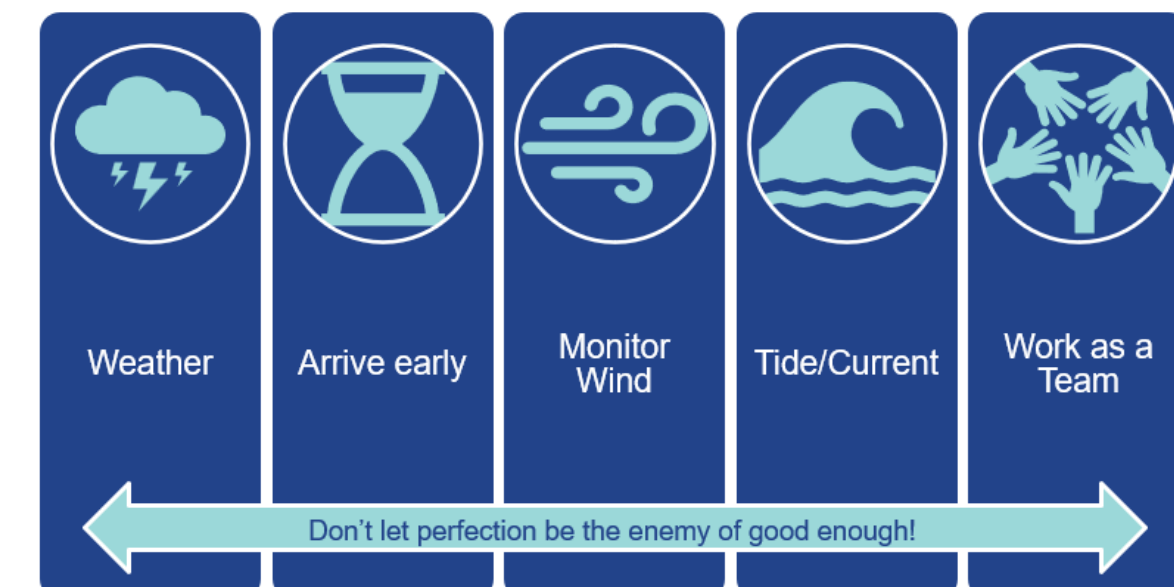 Weather
Arrive early
Monitor
Wind
Tide/Current
Work as a
Team
Don’t let perfection be the enemy of good enough!